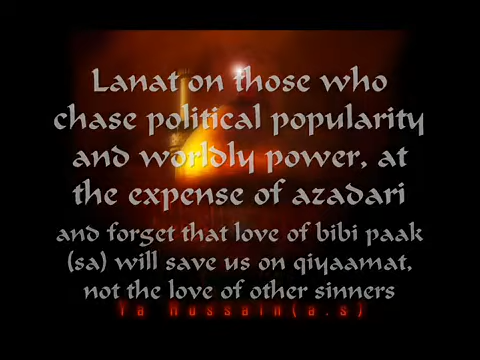 Lanat on those who
chase political popularity
and worldly power, at
the expense of azadari
and forget that love of bibi paak
(sa) will save us on qiyaamat,
not the love of other sinners
Ya Hussain(a.s)